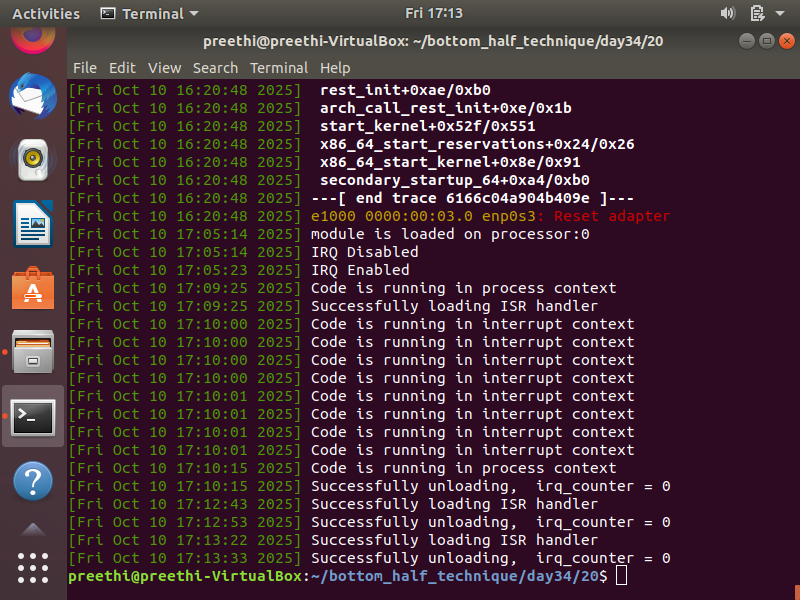 Activities Terminal Fri 17:13
preethi@preethi-VirtualBox: ~/bottom_half_technique/day34/20
File Edit View Search Terminal Help
[Fri Oct 10 16:20:48 2025]  rest_init+0xae/0xb0
[Fri Oct 10 16:20:48 2025]  arch_call_rest_init+0xe/0x1b
[Fri Oct 10 16:20:48 2025]  start_kernel+0x52f/0x551
[Fri Oct 10 16:20:48 2025]  x86_64_start_reservations+0x24/0x26
[Fri Oct 10 16:20:48 2025]  x86_64_start_kernel+0x8e/0x91
[Fri Oct 10 16:20:48 2025]  secondary_startup_64+0xa4/0xb0
[Fri Oct 10 16:20:48 2025] ---[ end trace 6166c04a904b409e ]---
[Fri Oct 10 16:20:48 2025] e1000 0000:00:03.0 enp0s3: Reset adapter
[Fri Oct 10 17:05:14 2025] module is loaded on processor:0
[Fri Oct 10 17:05:14 2025] IRQ Disabled
[Fri Oct 10 17:05:23 2025] IRQ Enabled
[Fri Oct 10 17:09:25 2025] Code is running in process context
[Fri Oct 10 17:09:25 2025] Successfully loading ISR handler
[Fri Oct 10 17:10:00 2025] Code is running in interrupt context
[Fri Oct 10 17:10:00 2025] Code is running in interrupt context
[Fri Oct 10 17:10:00 2025] Code is running in interrupt context
[Fri Oct 10 17:10:00 2025] Code is running in interrupt context
[Fri Oct 10 17:10:01 2025] Code is running in interrupt context
[Fri Oct 10 17:10:01 2025] Code is running in interrupt context
[Fri Oct 10 17:10:01 2025] Code is running in interrupt context
[Fri Oct 10 17:10:01 2025] Code is running in interrupt context
[Fri Oct 10 17:10:15 2025] Code is running in process context
[Fri Oct 10 17:10:15 2025] Successfully unloading,  irq_counter = 0
[Fri Oct 10 17:12:43 2025] Successfully loading ISR handler
[Fri Oct 10 17:12:53 2025] Successfully unloading,  irq_counter = 0
[Fri Oct 10 17:13:22 2025] Successfully loading ISR handler
[Fri Oct 10 17:13:33 2025] Successfully unloading,  irq_counter = 0
preethi@preethi-VirtualBox:~/bottom_half_technique/day34/20$